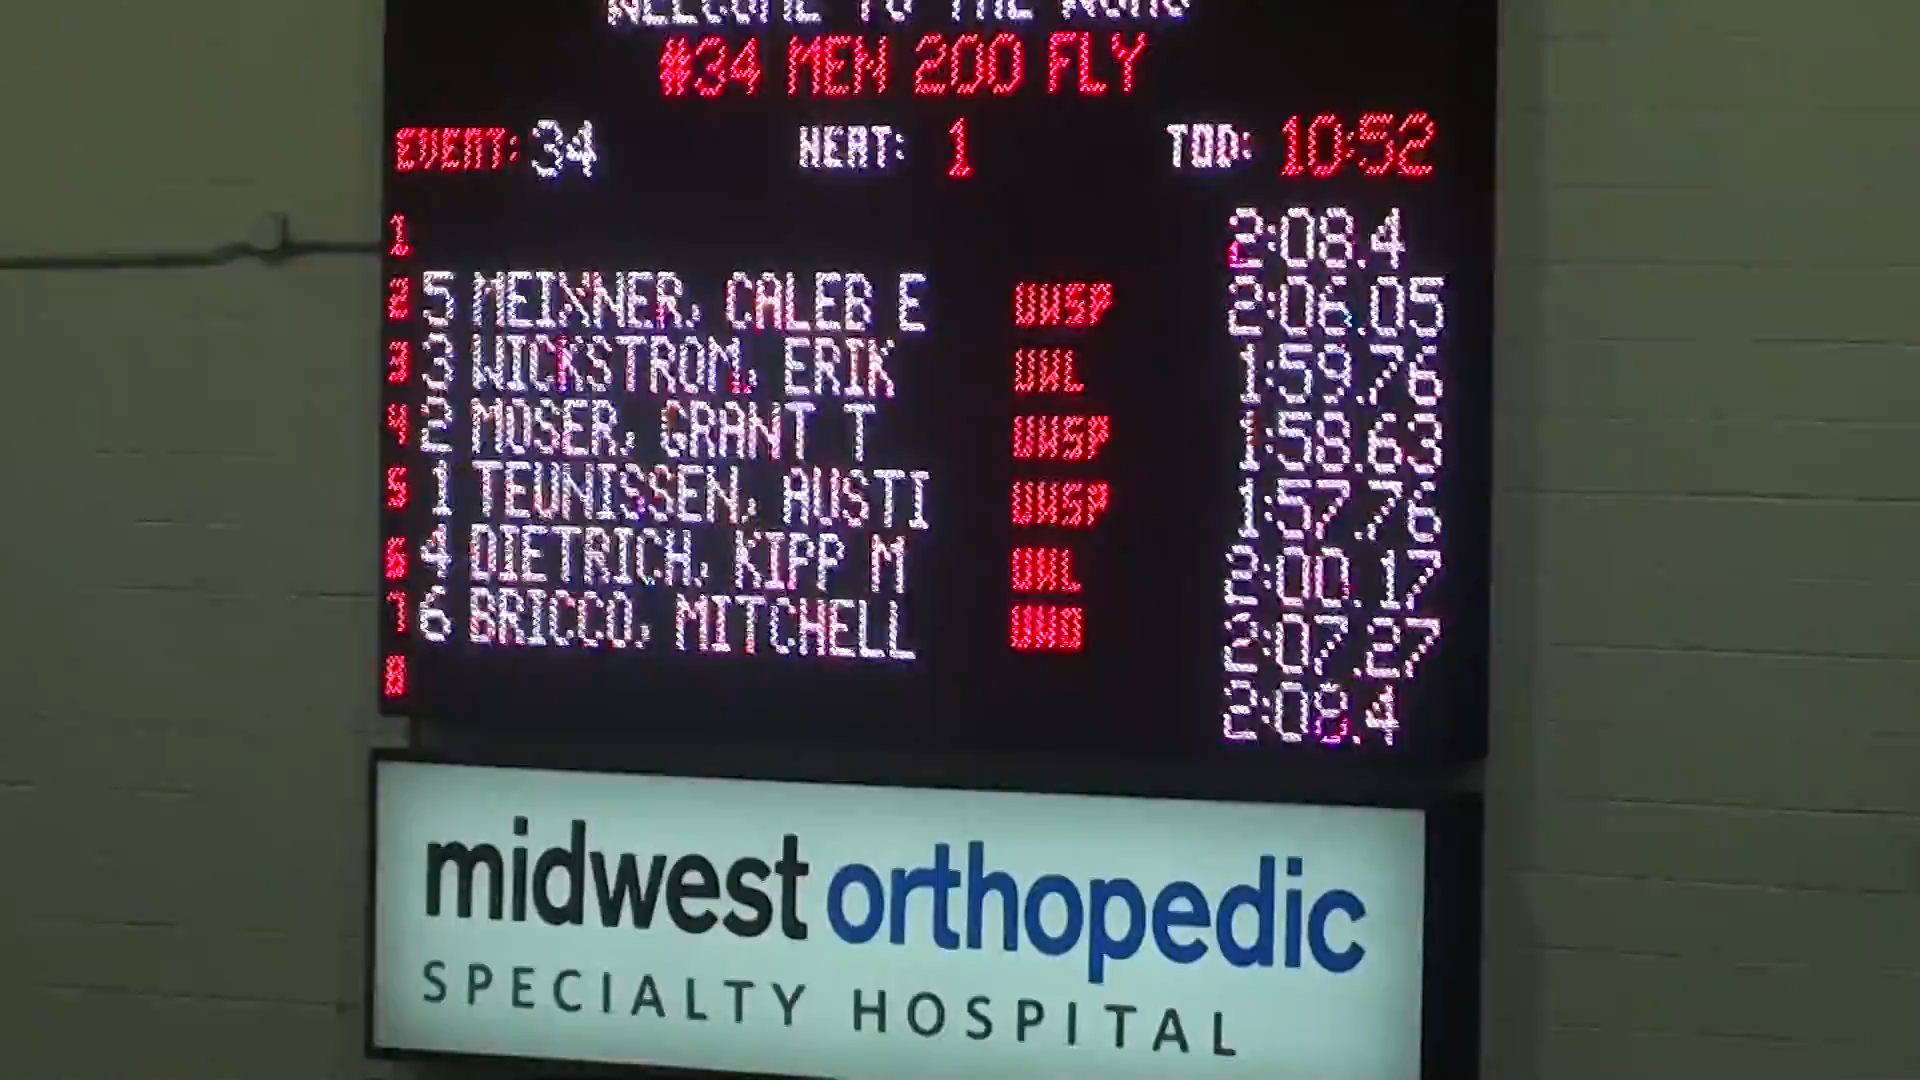 WELCOME TO THE
#34 MEN 200 FLY
EVENT: 34 HEAT: 1 TOD: 10:52
1 2:08.4
2 5 MEIXNER, CALEB E UWSP 2:06.05
3 3 WICKSTROM, ERIK UWL 1:59.76
4 2 MOSER, GRANT T UWSP 1:58.63
5 1 TEUNISSEN, AUSTI UWSP 1:57.76
6 4 DIETRICH, KIPP M UWL 2:00.17
7 6 BRICCO, MITCHELL UWO 2:07.27
8 2:08.4
midwest orthopedic
SPECIALTY HOSPITAL